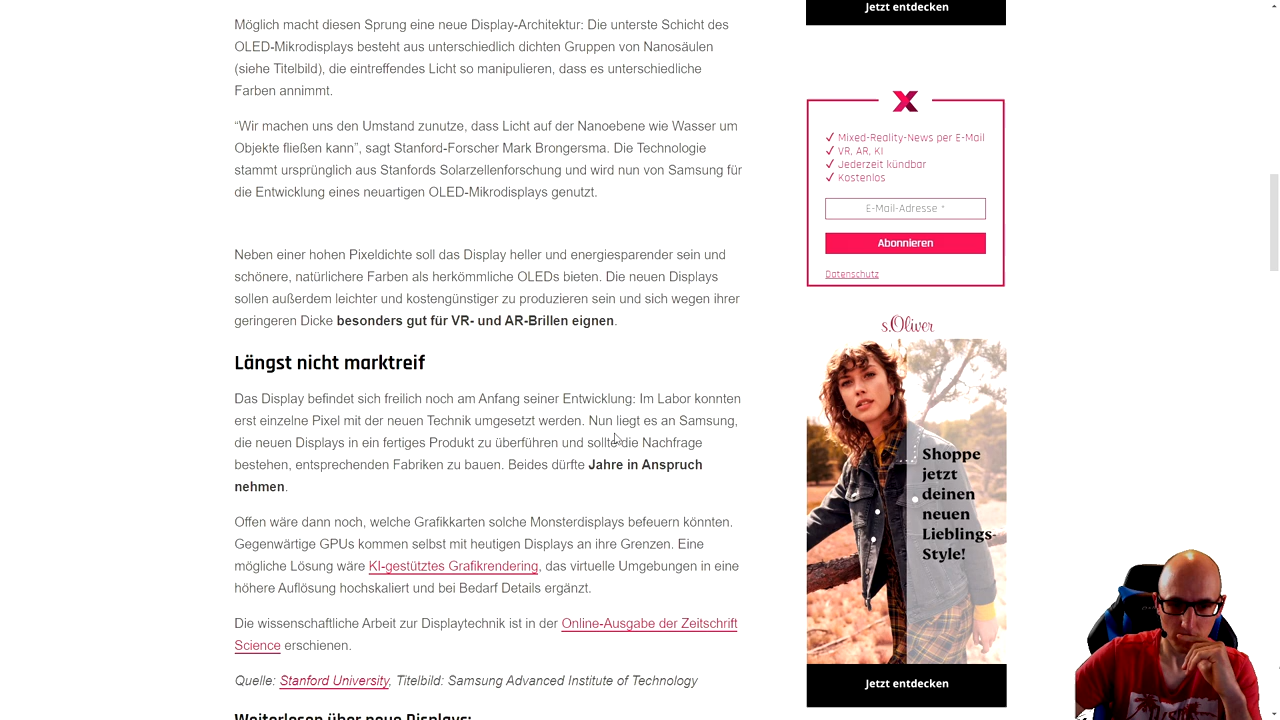 Möglich macht diesen Sprung eine neue Display-Architektur: Die unterste Schicht des
OLED-Mikrodisplays besteht aus unterschiedlich dichten Gruppen von Nanosäulen
(siehe Titelbild), die eintreffendes Licht so manipulieren, dass es unterschiedliche
Farben annimmt.
“Wir machen uns den Umstand zunutze, dass Licht auf der Nanoebene wie Wasser um
Objekte fließen kann”, sagt Stanford-Forscher Mark Brongersma. Die Technologie
stammt ursprünglich aus Stanfords Solarzellenforschung und wird nun von Samsung für
die Entwicklung eines neuartigen OLED-Mikrodisplays genutzt.
Neben einer hohen Pixeldichte soll das Display heller und energiesparender sein und
schönere, natürlichere Farben als herkömmliche OLEDs bieten. Die neuen Displays
sollen außerdem leichter und kostengünstiger zu produzieren sein und sich wegen ihrer
geringeren Dicke besonders gut für VR- und AR-Brillen eignen.
Längst nicht marktreif
Das Display befindet sich freilich noch am Anfang seiner Entwicklung: Im Labor konnten
erst einzelne Pixel mit der neuen Technik umgesetzt werden. Nun liegt es an Samsung,
die neuen Displays in ein fertiges Produkt zu überführen und sollte die Nachfrage
bestehen, entsprechenden Fabriken zu bauen. Beides dürfte Jahre in Anspruch
nehmen.
Offen wäre dann noch, welche Grafikkarten solche Monsterdisplays befeuern könnten.
Gegenwärtige GPUs kommen selbst mit heutigen Displays an ihre Grenzen. Eine
mögliche Lösung wäre KI-gestütztes Grafikrendering, das virtuelle Umgebungen in eine
höhere Auflösung hochskaliert und bei Bedarf Details ergänzt.
Die wissenschaftliche Arbeit zur Displaytechnik ist in der Online-Ausgabe der Zeitschrift
Science erschienen.
Quelle: Stanford University, Titelbild: Samsung Advanced Institute of Technology
Weiterlesen über neue Displays:
Jetzt entdecken
✓ Mixed-Reality-News per E-Mail
✓ VR, AR, KI
✓ Jederzeit kündbar
✓ Kostenlos
E-Mail-Adresse *
Abonnieren
Datenschutz
s.Oliver
Shoppe
jetzt
deinen
neuen
Lieblings-
Style!
Jetzt entdecken